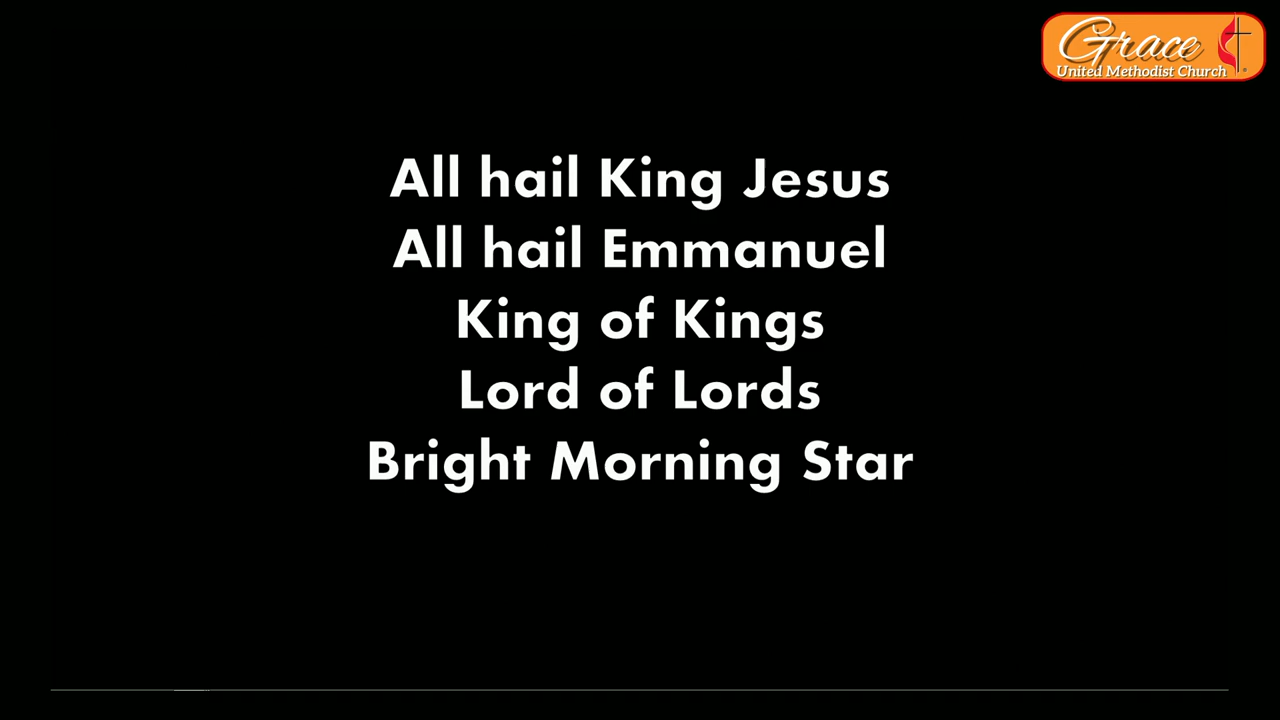 Grace
United Methodist Church
All hail King Jesus
All hail Emmanuel
King of Kings
Lord of Lords
Bright Morning Star